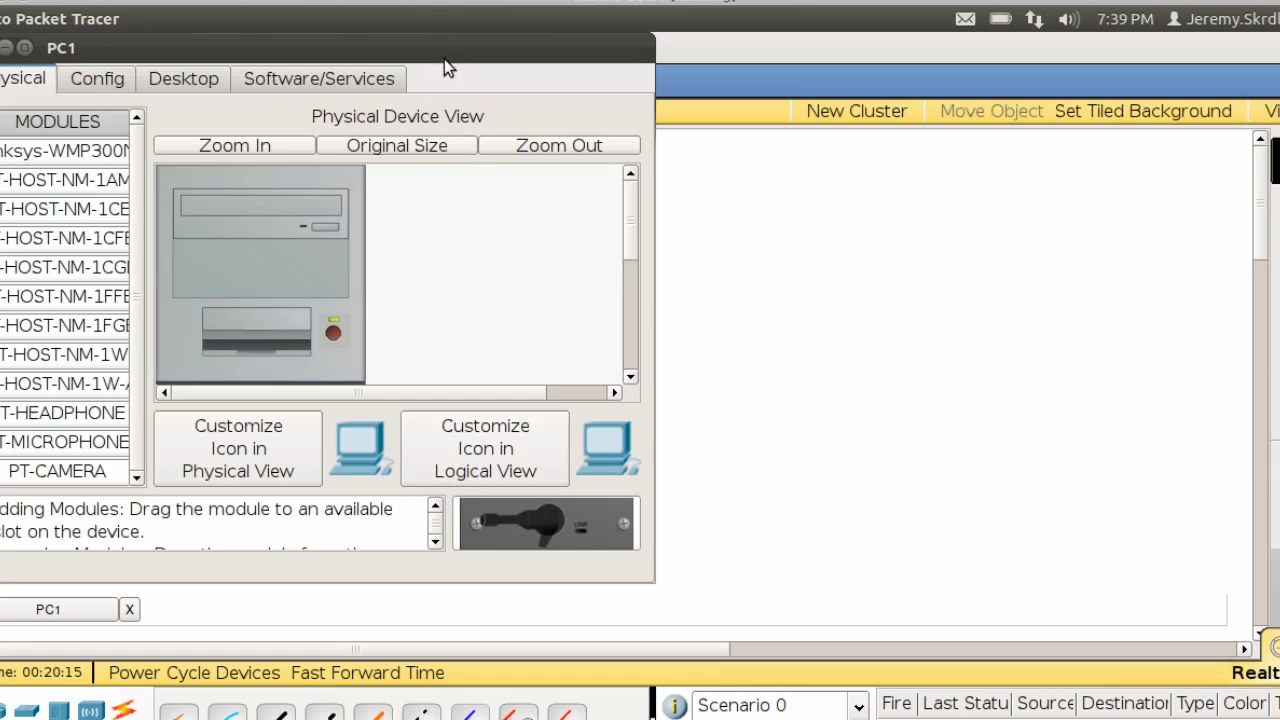 to Packet Tracer
7:39 PM
PC1
Config
Desktop
Software/Services
MODULES
Physical Device View
Zoom In
Original Size
Zoom Out
New Cluster
Move Object
Set Tiled Background
ysical
nksys-WMP300N
T-HOST-NM-1AM
T-HOST-NM-1CE
T-HOST-NM-1CFE
T-HOST-NM-1CGE
T-HOST-NM-1FFE
T-HOST-NM-1FGE
T-HOST-NM-1W
T-HOST-NM-1W-A
T-HEADPHONE
T-MICROPHONE
PT-CAMERA
Customize
Icon in
Physical View
Customize
Icon in
Logical View
dding Modules: Drag the module to an available
slot on the device.
LINK
PC1
X
me: 00:20:15
Power Cycle Devices Fast Forward Time
Realt
Scenario 0
Fire
Last Statu
Source
Destination
Type
Color